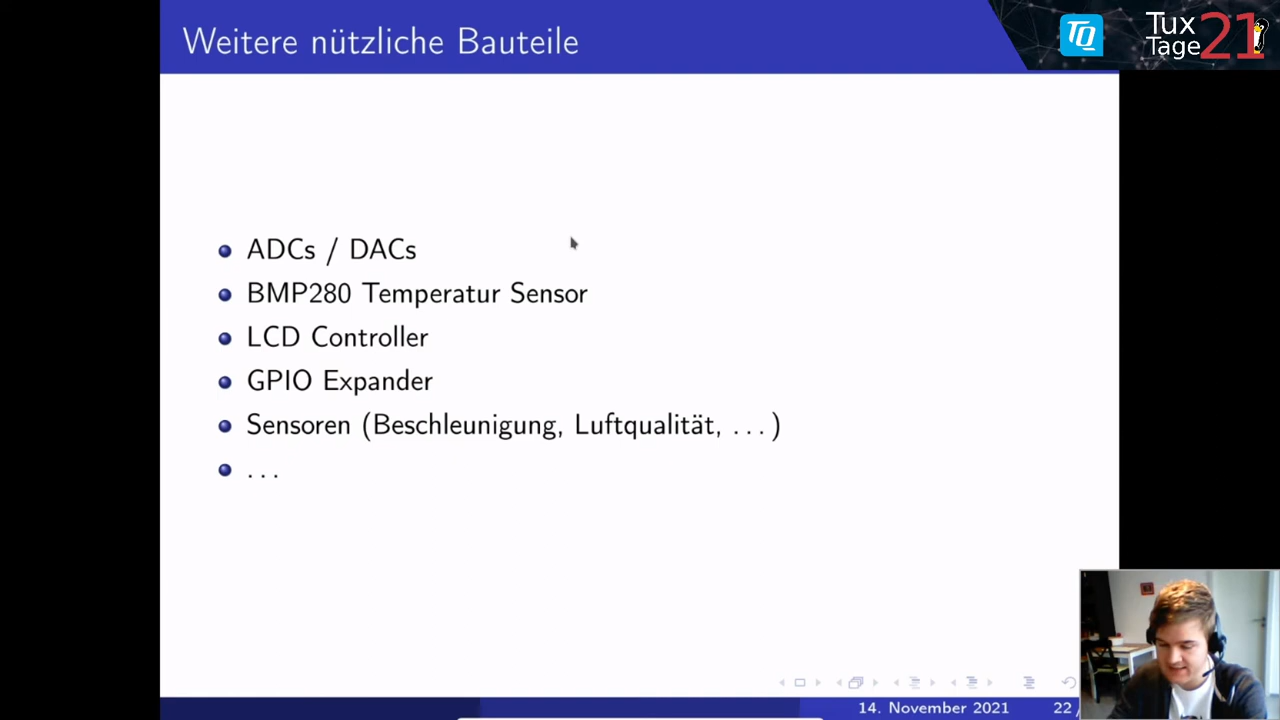 Weitere nützliche Bauteile
TQ
Tux
Tage
21
ADCs / DACs
BMP280 Temperatur Sensor
LCD Controller
GPIO Expander
Sensoren (Beschleunigung, Luftqualität, . . . )
. . .
14. November 2021
22 /